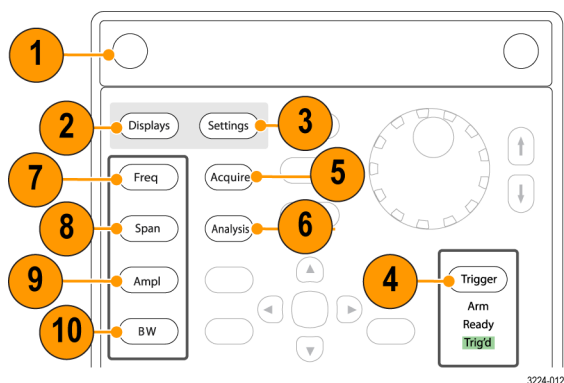 1
2
Displays
Settings
3
7
Freq
Acquire
5
8
Span
Analysis
6
9
Ampl
4
Trigger
Arm
Ready
Trig'd
10
BW
3224-012